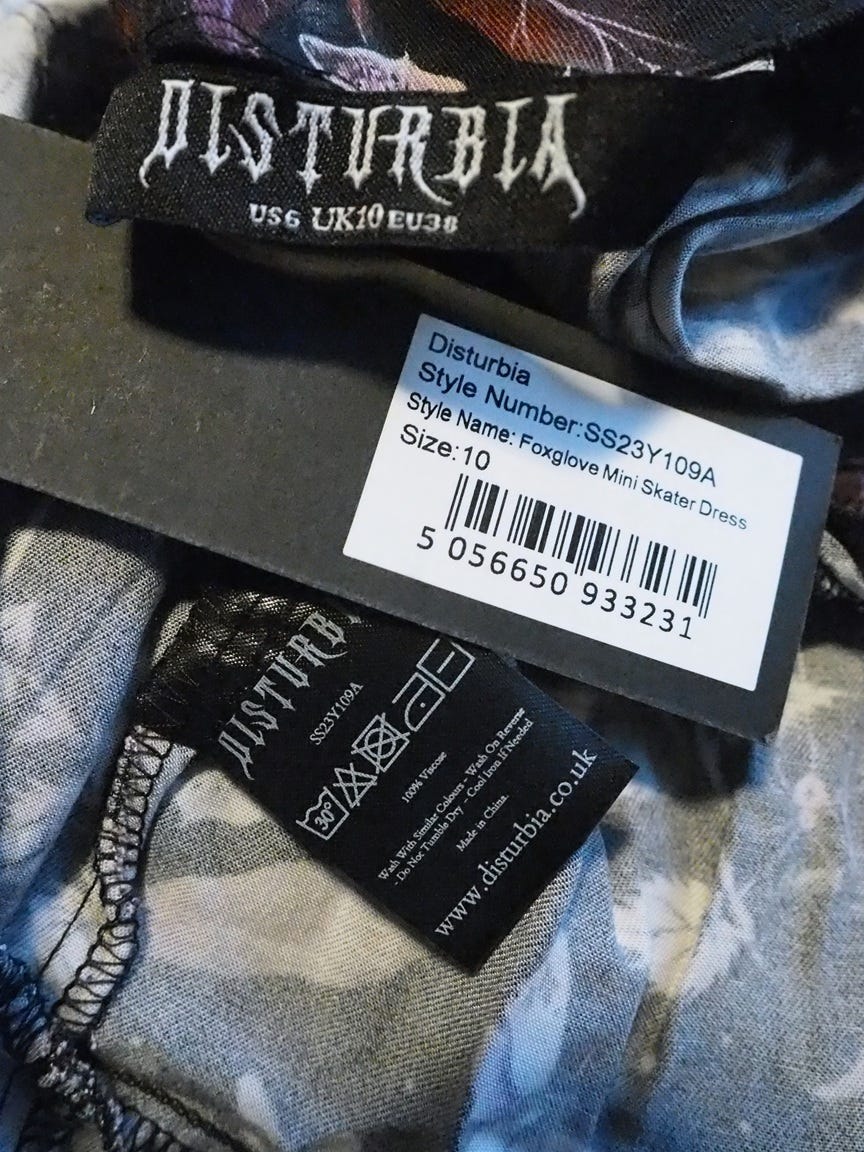 DISTURBIA
US6 UK10 EU38
Disturbia
Style Number:SS23Y109A
Style Name: Foxglove Mini Skater Dress
Size:10
5 056650 933231
DISTURB
SS23Y109A
30°
100% Viscose
Wash With Similar Colours - Wash On Reverse
- Do Not Tumble Dry - Cool Iron If Needed
Made in China.
www.disturbia.co.uk